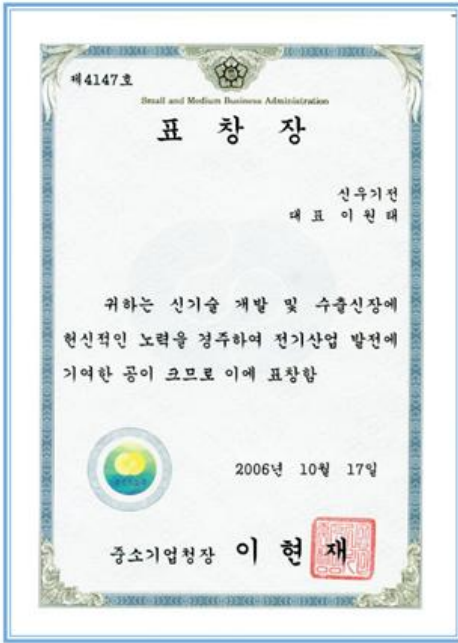 제4147호
Small and Medium Business Administration
표 창 장
신우기전
대 표 이 원 태
귀하는 신기술 개발 및 수출신장에
헌신적인 노력을 경주하여 전기산업 발전에
기여한 공이 크므로 이에 표창함
2006년 10월 17일
중소기업청장 이 현 재